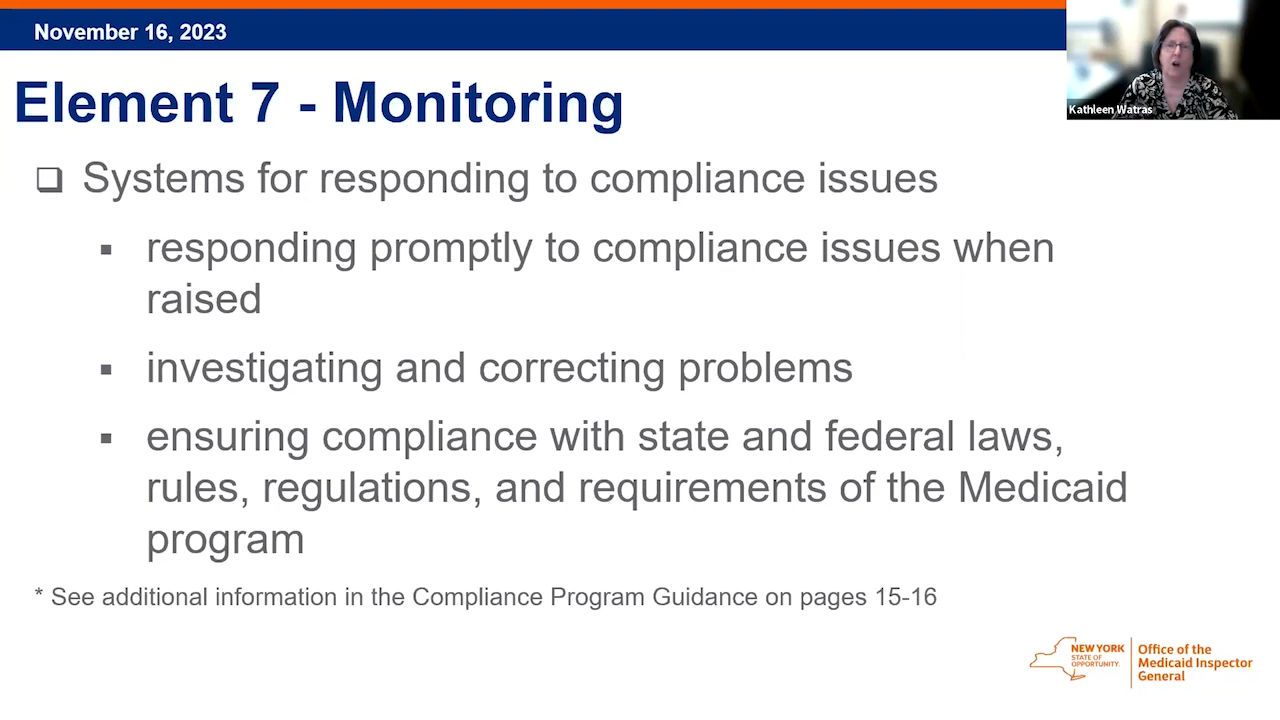 November 16, 2023
Kathleen Watras
Element 7 - Monitoring
❑ Systems for responding to compliance issues
▪ responding promptly to compliance issues when
raised
▪ investigating and correcting problems
▪ ensuring compliance with state and federal laws,
rules, regulations, and requirements of the Medicaid
program
* See additional information in the Compliance Program Guidance on pages 15-16
NEW YORK
STATE OF
OPPORTUNITY.
Office of the
Medicaid Inspector
General